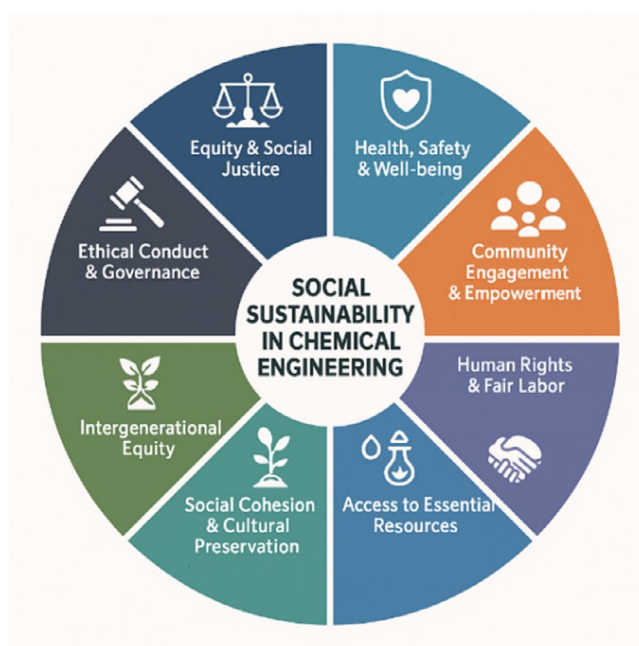 Equity & Social
Justice
Health, Safety
& Well-being
Ethical Conduct
& Governance
Community
Engagement
& Empowerment
SOCIAL
SUSTAINABILITY
IN CHEMICAL
ENGINEERING
Human Rights
& Fair Labor
Intergenerational
Equity
Social Cohesion
& Cultural
Preservation
Access to Essential
Resources